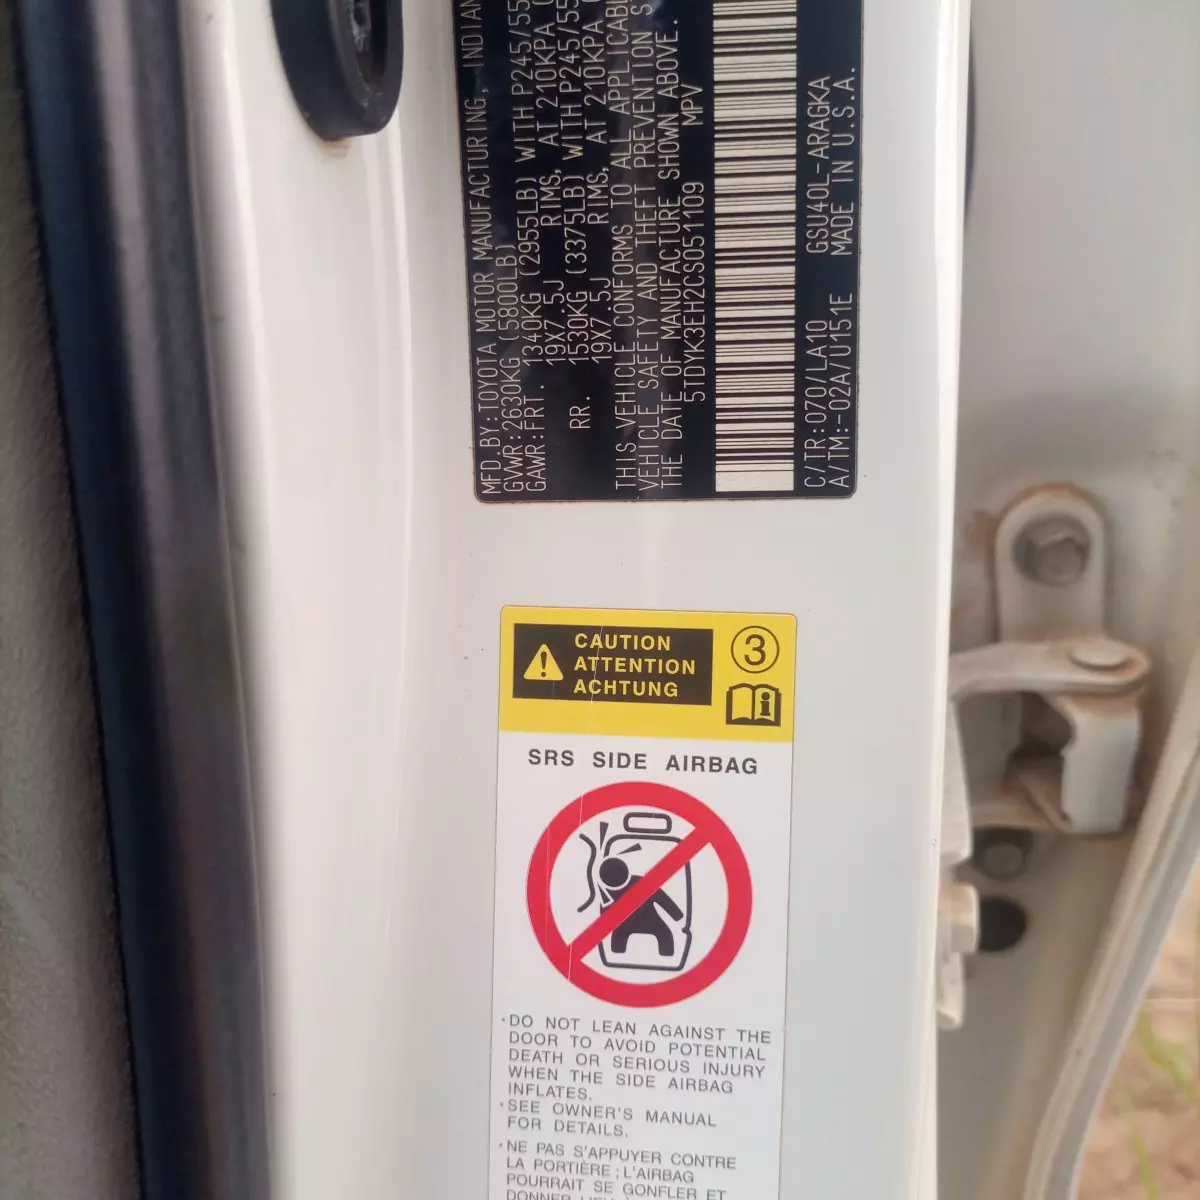 MFD.BY:TOYOTA MOTOR MANUFACTURING, INDIAN
GVWR:2630KG (5800LB)
GAWR:FRT. 1340KG (2955LB) WITH P245/55
19X7.5J RIMS, AT 210KPA
RR. 1530KG (3375LB) WITH P245/55
19X7.5J RIMS, AT 210KPA
THIS VEHICLE CONFORMS TO ALL APPLICABL
VEHICLE SAFETY AND THEFT PREVENTION S
THE DATE OF MANUFACTURE SHOWN ABOVE.
5TDYK3EH2CS051109 MPV
C/TR:070/LA10 GSU40L-ARAGKA
A/TM:-02A/U151E MADE IN U.S.A.
CAUTION
ATTENTION
ACHTUNG
3
SRS SIDE AIRBAG
·DO NOT LEAN AGAINST THE
DOOR TO AVOID POTENTIAL
DEATH OR SERIOUS INJURY
WHEN THE SIDE AIRBAG
INFLATES.
·SEE OWNER'S MANUAL
FOR DETAILS.
·NE PAS S'APPUYER CONTRE
LA PORTIÈRE ; L'AIRBAG
POURRAIT SE GONFLER ET
DONNER